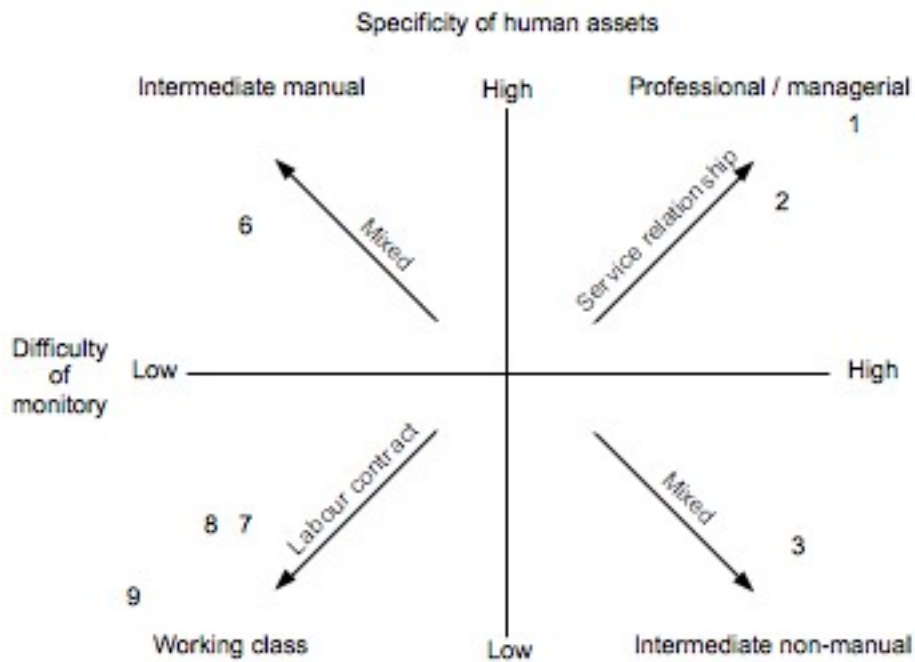 Specificity of human assets
Intermediate manual
High
Professional / managerial
1
2
Service relationship
6
Mixed
Difficulty
of
monitory
Low
High
Labour contract
Mixed
8 7
3
9
Working class
Low
Intermediate non-manual